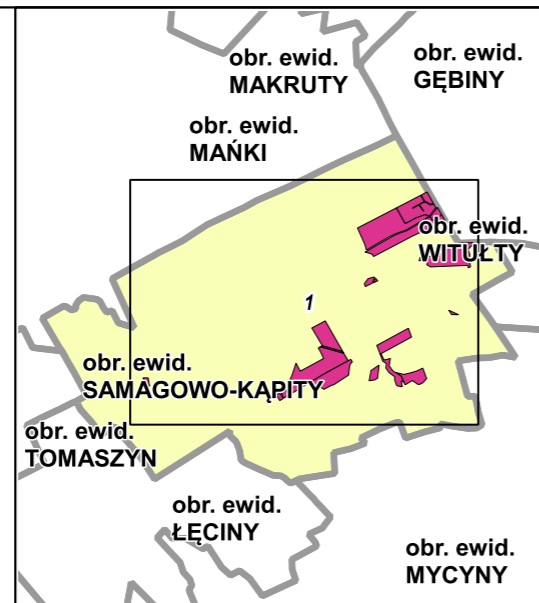 obr. ewid.
MAKRUTY
obr. ewid.
GĘBINY
obr. ewid.
MAŃKI
obr. ewid.
WITUŁTY
1
obr. ewid.
SAMAGOWO-KĄPITY
obr. ewid.
TOMASZYN
obr. ewid.
ŁĘCINY
obr. ewid.
MYCYNY